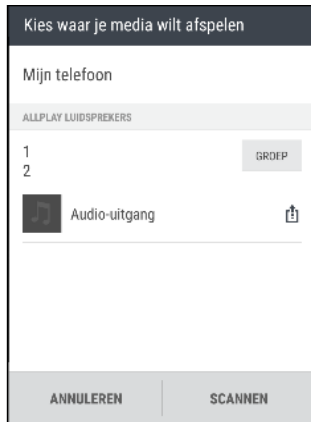 Kies waar je media wilt afspelen
Mijn telefoon
ALLPLAY LUIDSPREKERS
1
2
GROEP
Audio-uitgang
ANNULEREN
SCANNEN